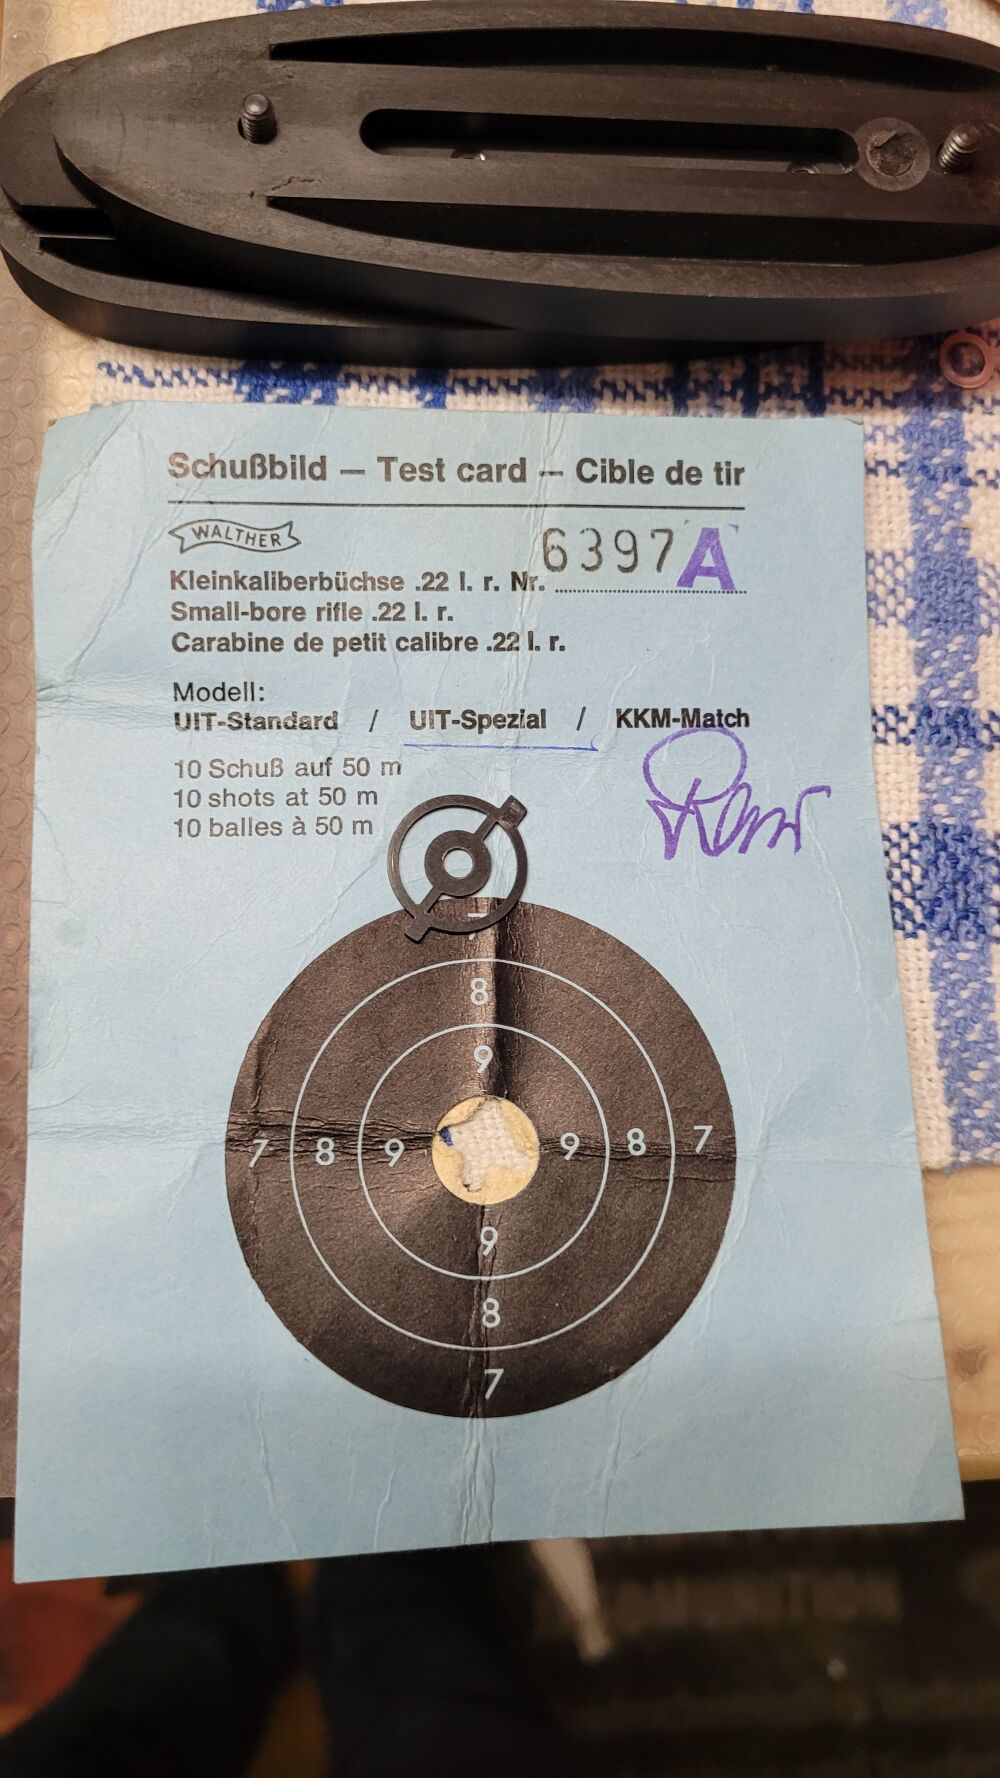 Schußbild — Test card — Cible de tir
WALTHER
6397A
Kleinkaliberbüchse .22 l. r. Nr.
Small-bore rifle .22 l. r.
Carabine de petit calibre .22 l. r.
Modell:
UIT-Standard / UIT-Spezial / KKM-Match
10 Schuß auf 50 m
10 shots at 50 m
10 balles à 50 m
7
8
9
7 8 9 9 8 7
9
8
7